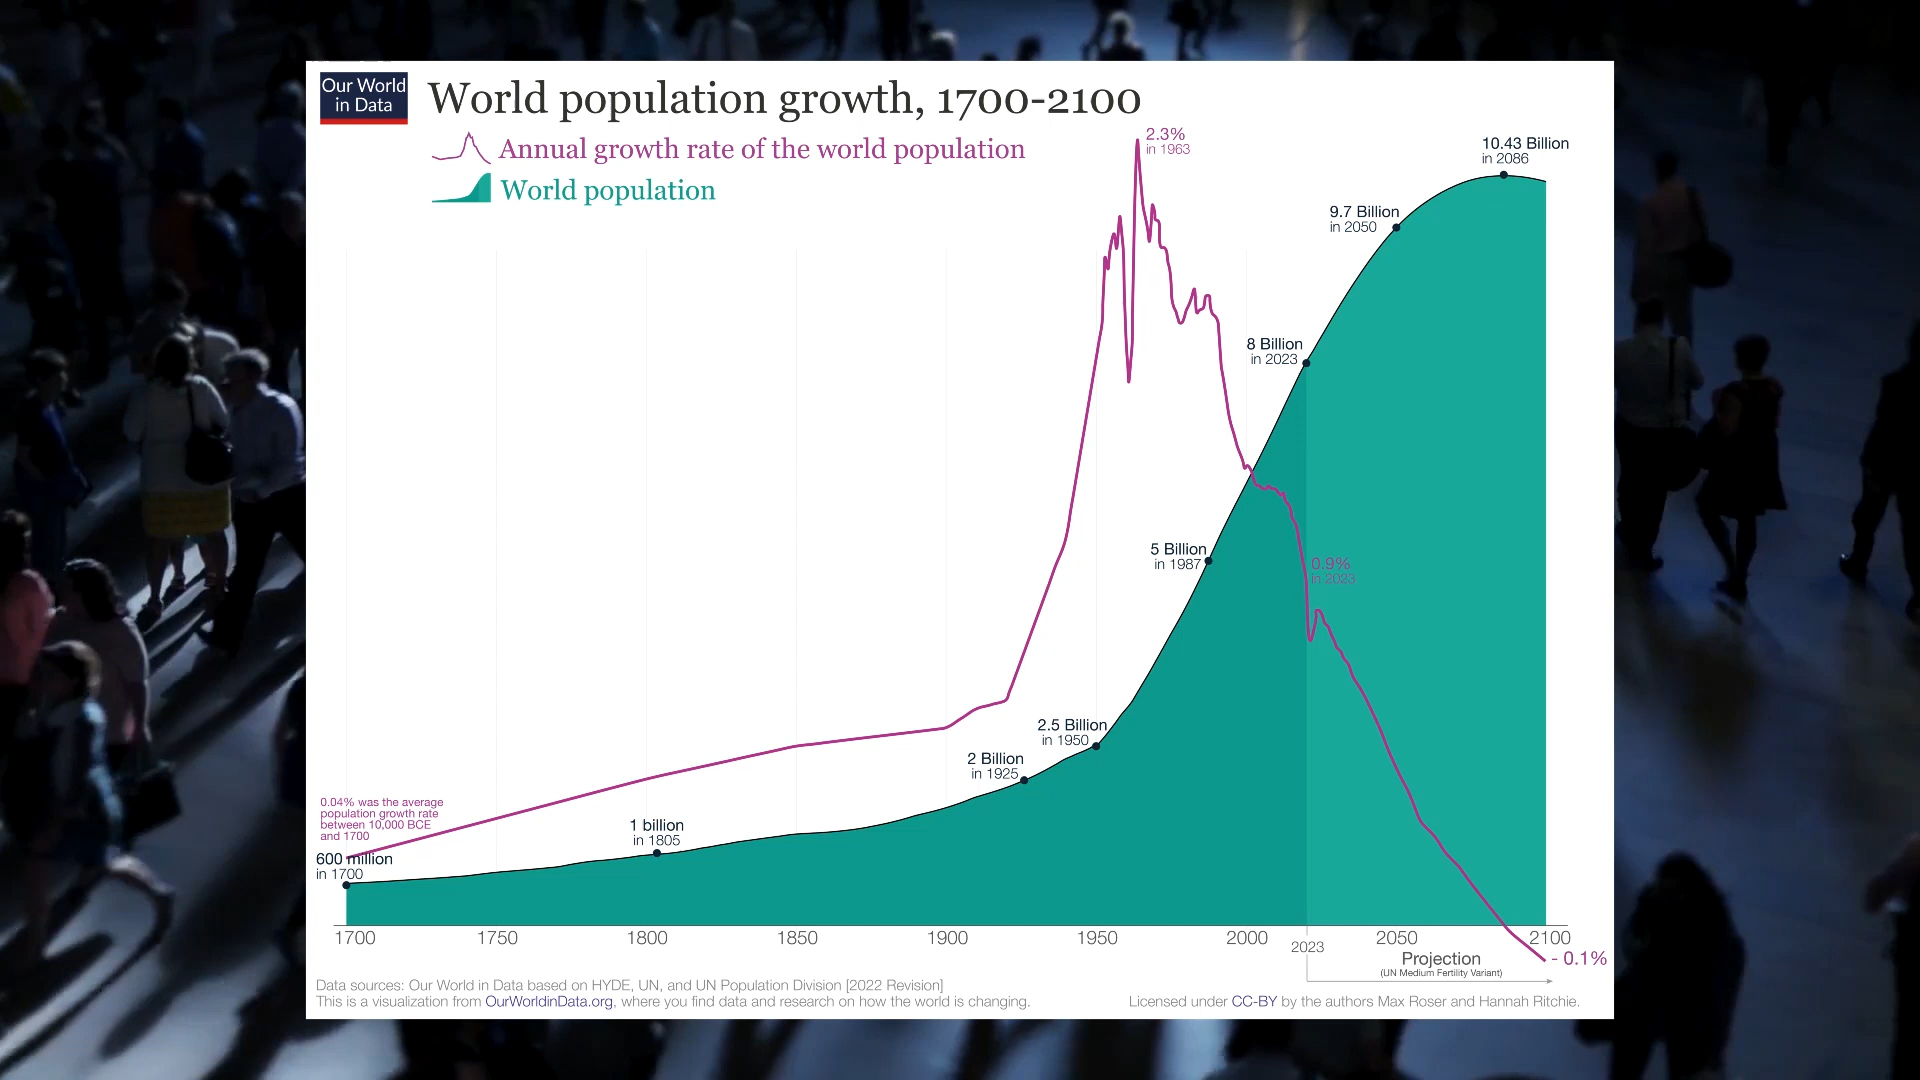 Our World
in Data
World population growth, 1700-2100
Annual growth rate of the world population
World population
2.3%
in 1963
10.43 Billion
in 2086
9.7 Billion
in 2050
8 Billion
in 2023
5 Billion
in 1987
0.9%
in 2023
2.5 Billion
in 1950
2 Billion
in 1925
1 billion
in 1805
0.04% was the average
population growth rate
between 10,000 BCE
and 1700
600 million
in 1700
1700 1750 1800 1850 1900 1950 2000 2023 2050 2100
- 0.1%
Projection
(UN Medium Fertility Variant)
Data sources: Our World in Data based on HYDE, UN, and UN Population Division [2022 Revision]
This is a visualization from OurWorldinData.org, where you find data and research on how the world is changing.
Licensed under CC-BY by the authors Max Roser and Hannah Ritchie.